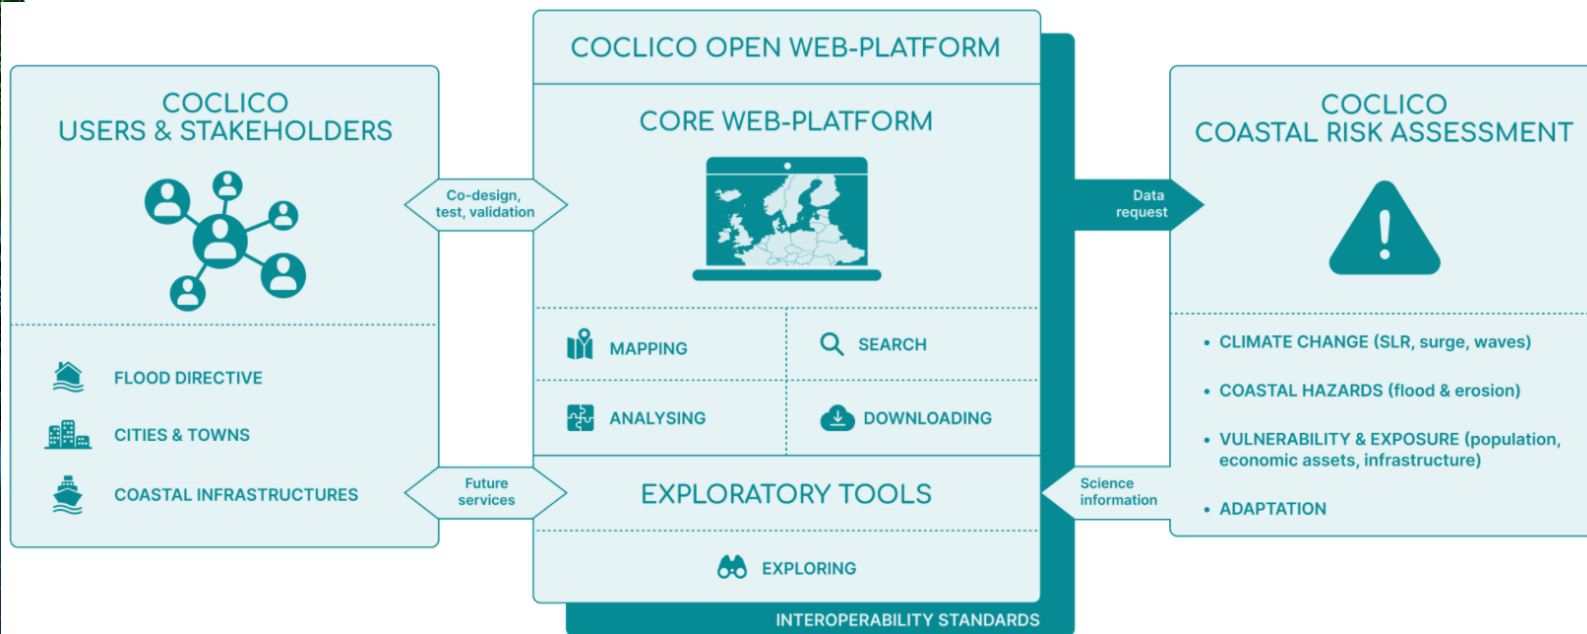 COCLICO
USERS & STAKEHOLDERS
FLOOD DIRECTIVE
CITIES & TOWNS
COASTAL INFRASTRUCTURES
Co-design,
test, validation
Future
services
COCLICO OPEN WEB-PLATFORM
CORE WEB-PLATFORM
MAPPING
SEARCH
ANALYSING
DOWNLOADING
EXPLORATORY TOOLS
EXPLORING
INTEROPERABILITY STANDARDS
Data
request
Science
information
COCLICO
COASTAL RISK ASSESSMENT
• CLIMATE CHANGE (SLR, surge, waves)
• COASTAL HAZARDS (flood & erosion)
• VULNERABILITY & EXPOSURE (population,
economic assets, infrastructure)
• ADAPTATION